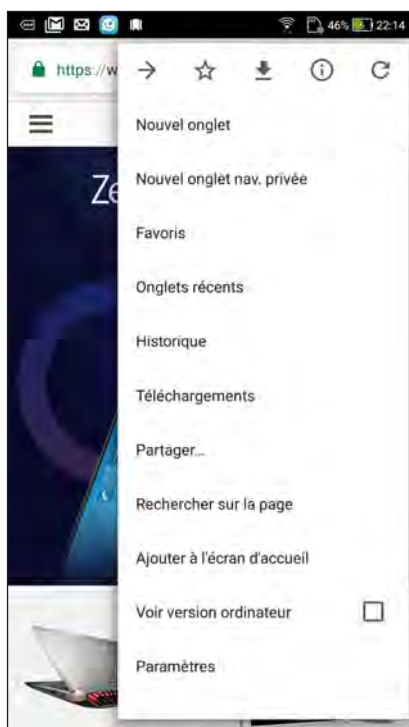 46% 22:14
https://w
Nouvel onglet
Ze
Nouvel onglet nav. privée
Favoris
Onglets récents
Historique
Téléchargements
Partager...
Rechercher sur la page
Ajouter à l'écran d'accueil
Voir version ordinateur
Paramètres